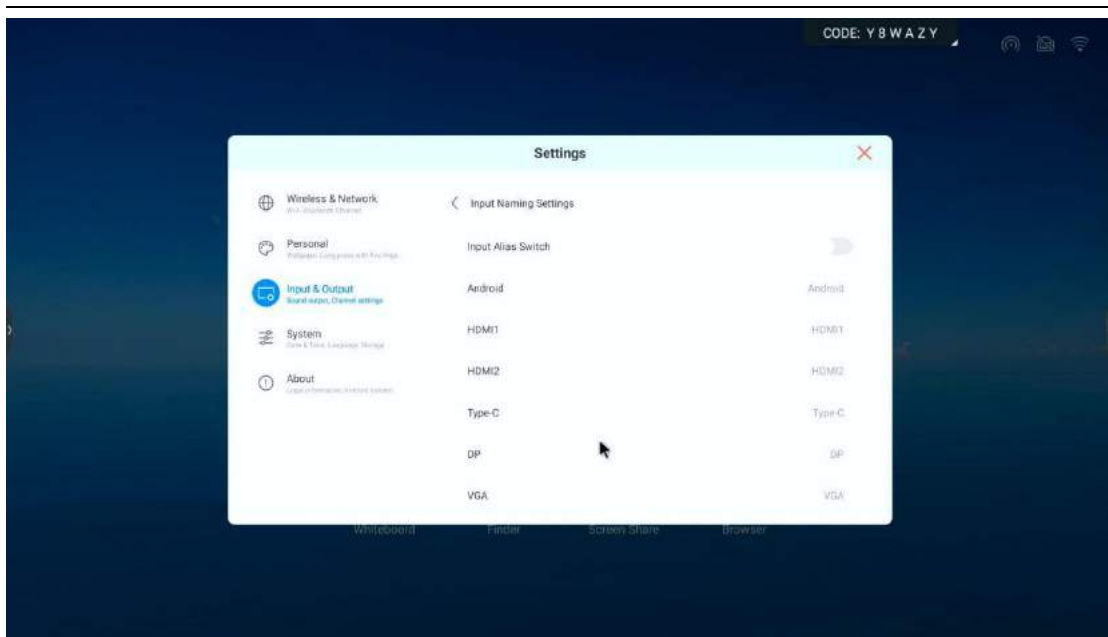 CODE: Y8WAZY
Settings
Wireless & Network
Input Naming Settings
Personal
Input Alias Switch
Input & Output
Sound output, Channel settings
Android Android
System
HDMI1 HDMI1
HDMI2 HDMI2
About
Type-C Type-C
DP DP
VGA VGA
Whiteboard Finder Screen Share Browser